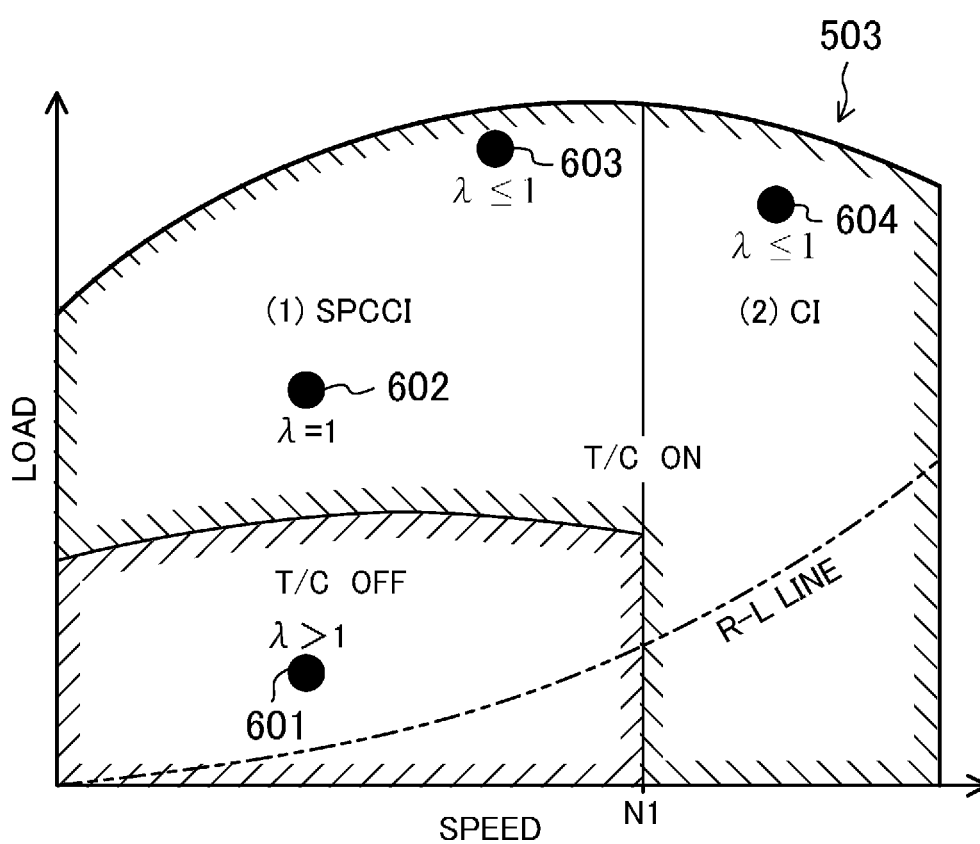 503
603
λ ≤ 1
604
λ ≤ 1
(1) SPCCI
(2) CI
602
λ=1
LOAD
T/C ON
T/C OFF
R-L LINE
λ > 1
601
N1
SPEED